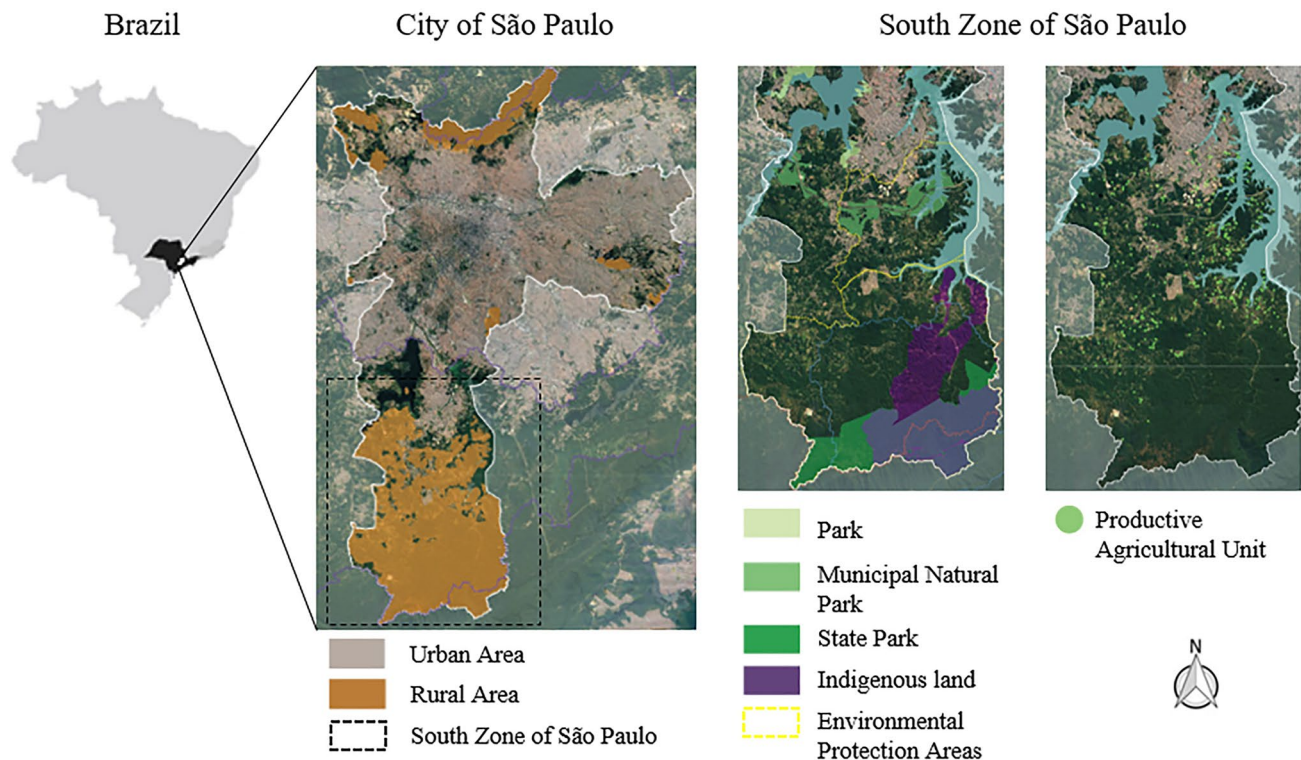 Brazil
City of São Paulo
South Zone of São Paulo
Urban Area
Rural Area
South Zone of São Paulo
Park
Municipal Natural
Park
State Park
Indigenous land
Environmental
Protection Areas
Productive
Agricultural Unit
N